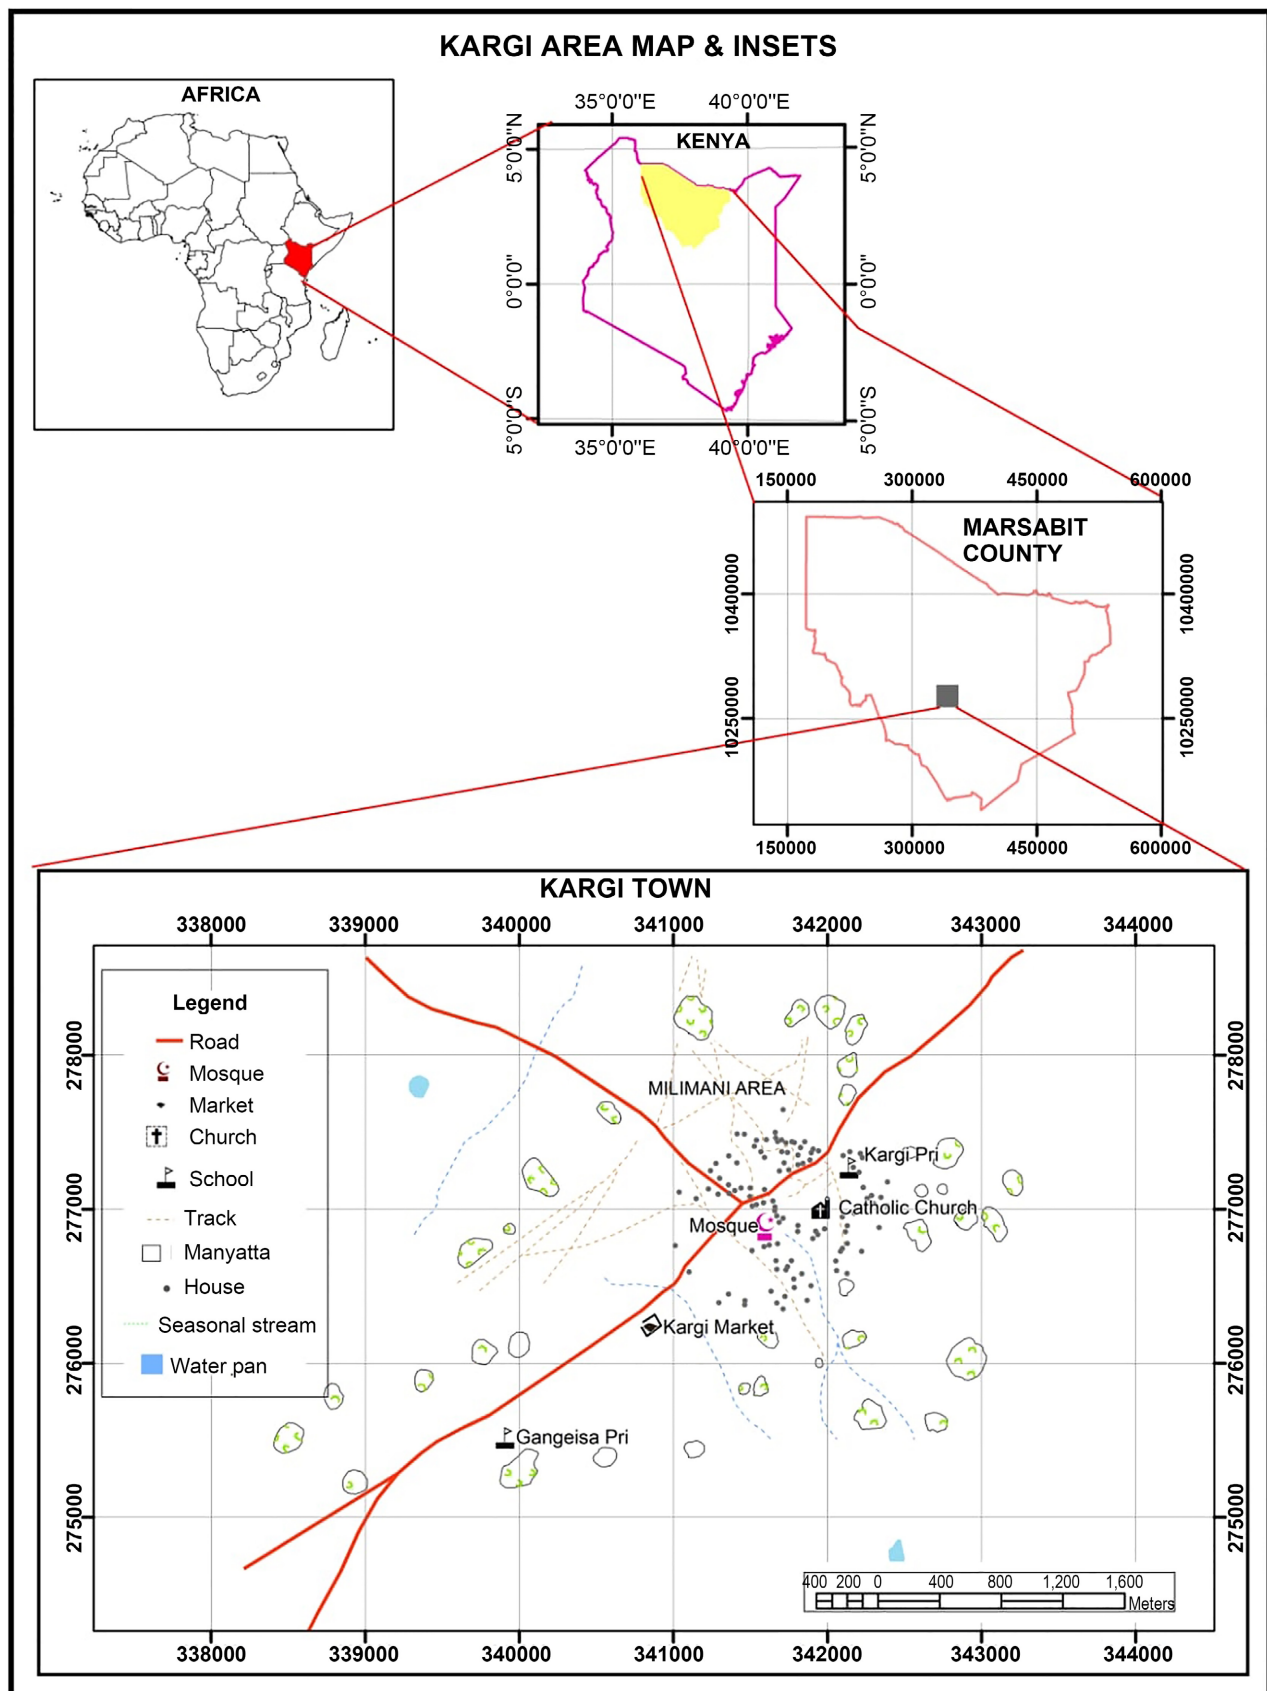 KARGI AREA MAP & INSETS
AFRICA
35°0'0"E 40°0'0"E
KENYA
5°0'0"N 5°0'0"N
0°0'0" 0°0'0"
5°0'0"S 5°0'0"S
35°0'0"E 40°0'0"E
150000 300000 450000 600000
MARSABIT
COUNTY
10400000 10400000
10250000 10250000
150000 300000 450000 600000
KARGI TOWN
338000 339000 340000 341000 342000 343000 344000
Legend
Road
Mosque
Market
Church
School
Track
Manyatta
House
Seasonal stream
Water pan
278000 278000
277000 277000
276000 276000
275000 275000
MILIMANI AREA
Kargi Pri
Catholic Church
Mosque
Kargi Market
Gangeisa Pri
400 200 0 400 800 1,200 1,600
Meters
338000 339000 340000 341000 342000 343000 344000